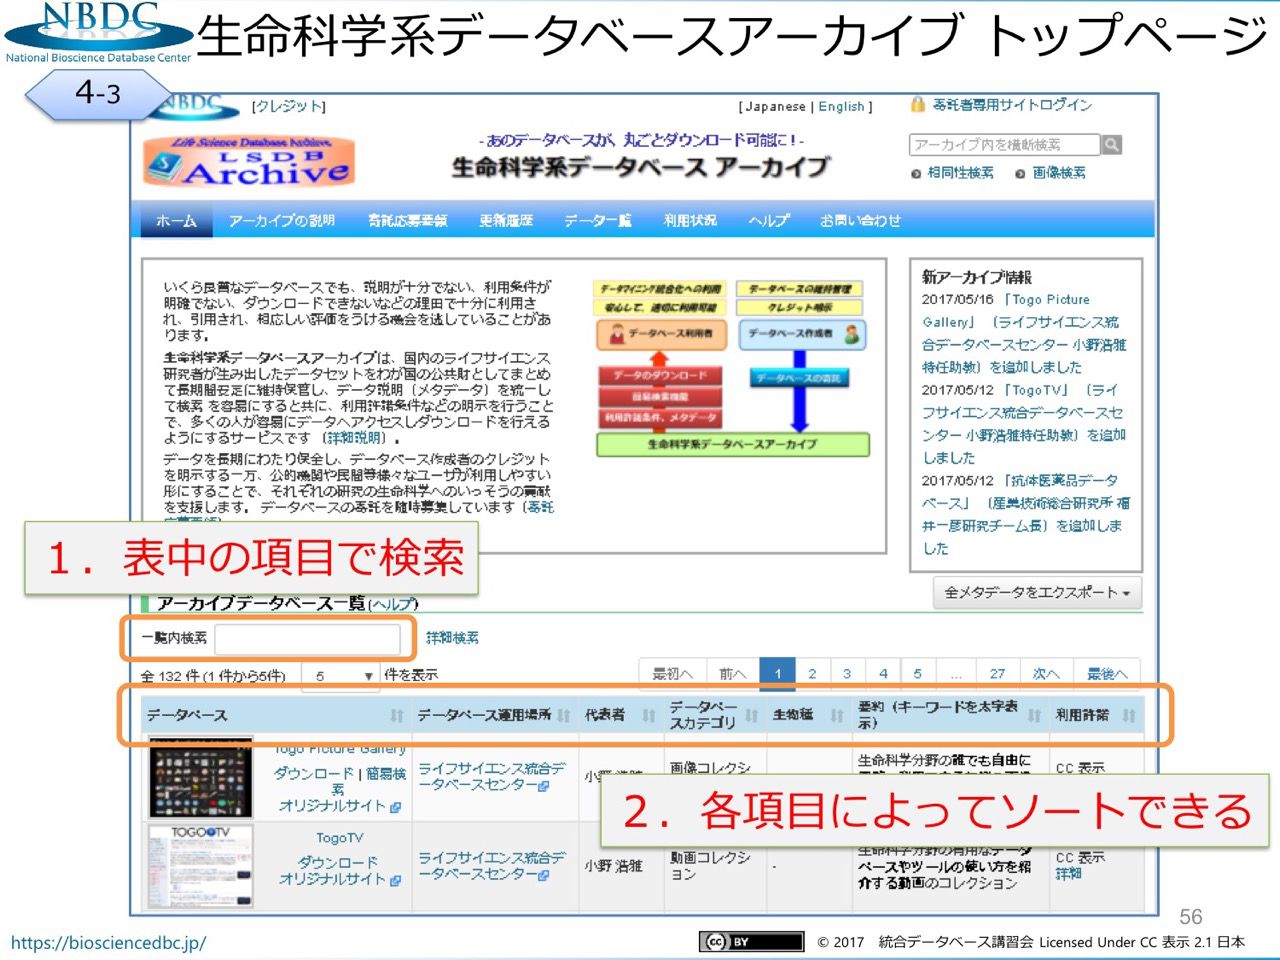 NBDC
National Bioscience Database Center
生命科学系データベースアーカイブ トップページ
4-3
NBDC
[クレジット]
[ Japanese | English ]
寄託者専用サイトログイン
Life Science Database Archive
LSDB
Archive
-あのデータベースが、丸ごとダウンロード可能に!-
生命科学系データベース アーカイブ
アーカイブ内を横断検索
相同性検索
画像検索
ホーム
アーカイブの説明
寄託応募要領
更新履歴
データ一覧
利用状況
ヘルプ
お問い合わせ
いくら良質なデータベースでも、説明が十分でない、利用条件が
明確でない、ダウンロードできないなどの理由で十分に利用さ
れ、引用され、相応しい評価をうける機会を逃していることがあ
ります。
生命科学系データベースアーカイブは、国内のライフサイエンス
研究者が生み出したデータセットをわが国の公共財としてまとめ
て長期間安定に維持保管し、データ説明（メタデータ）を統一し
て検索 を容易にすると共に、利用許諾条件などの明示を行うこと
で、多くの人が容易にデータへアクセスしダウンロードを行える
ようにするサービスです（詳細説明）。
データを長期にわたり保全し、データベース作成者のクレジット
を明示する一方、公的機関や民間等様々なユーザが利用しやすい
形にすることで、それぞれの研究の生命科学へのいっそうの貢献
を支援します。 データベースの寄託を随時募集しています（寄託
データマイニング統合化への利用
安心して、適切に利用可能
データベースの維持管理
クレジット明示
データベース利用者
データベース作成者
データのダウンロード
簡易検索機能
利用許諾条件、メタデータ
データベースの寄託
生命科学系データベースアーカイブ
新アーカイブ情報
2017/05/16 「Togo Picture
Gallery」（ライフサイエンス統
合データベースセンター 小野浩雅
特任助教）を追加しました
2017/05/12 「TogoTV」（ライ
フサイエンス統合データベースセ
ンター 小野浩雅特任助教）を追加
しました
2017/05/12 「抗体医薬品データ
ベース」（産業技術総合研究所 福
井一彦研究チーム長）を追加しま
した
1．表中の項目で検索
全メタデータをエクスポート
アーカイブデータベース一覧(ヘルプ)
一覧内検索
詳細検索
全 132 件 (1 件から5件) 5 件を表示
最初へ 前へ 1 2 3 4 5 ... 27 次へ 最後へ
データベース
データベース運用場所
代表者
データベー
スカテゴリ
生物種
要約（キーワードを太字表
示）
利用許諾
Togo Picture Gallery
ダウンロード | 簡易検
索
オリジナルサイト
ライフサイエンス統合デ
ータベースセンター
小野 浩雅
画像コレクシ
生命科学分野の誰でも自由に
CC 表示
2．各項目によってソートできる
TOGO TV
TogoTV
ダウンロード
オリジナルサイト
ライフサイエンス統合デ
ータベースセンター
小野 浩雅
動画コレクシ
ョン
-
生命科学分野の有用なデータ
ベースやツールの使い方を紹
介する動画のコレクション
CC 表示
詳細
56
https://biosciencedbc.jp/
cc BY
© 2017 統合データベース講習会 Licensed Under CC 表示 2.1 日本